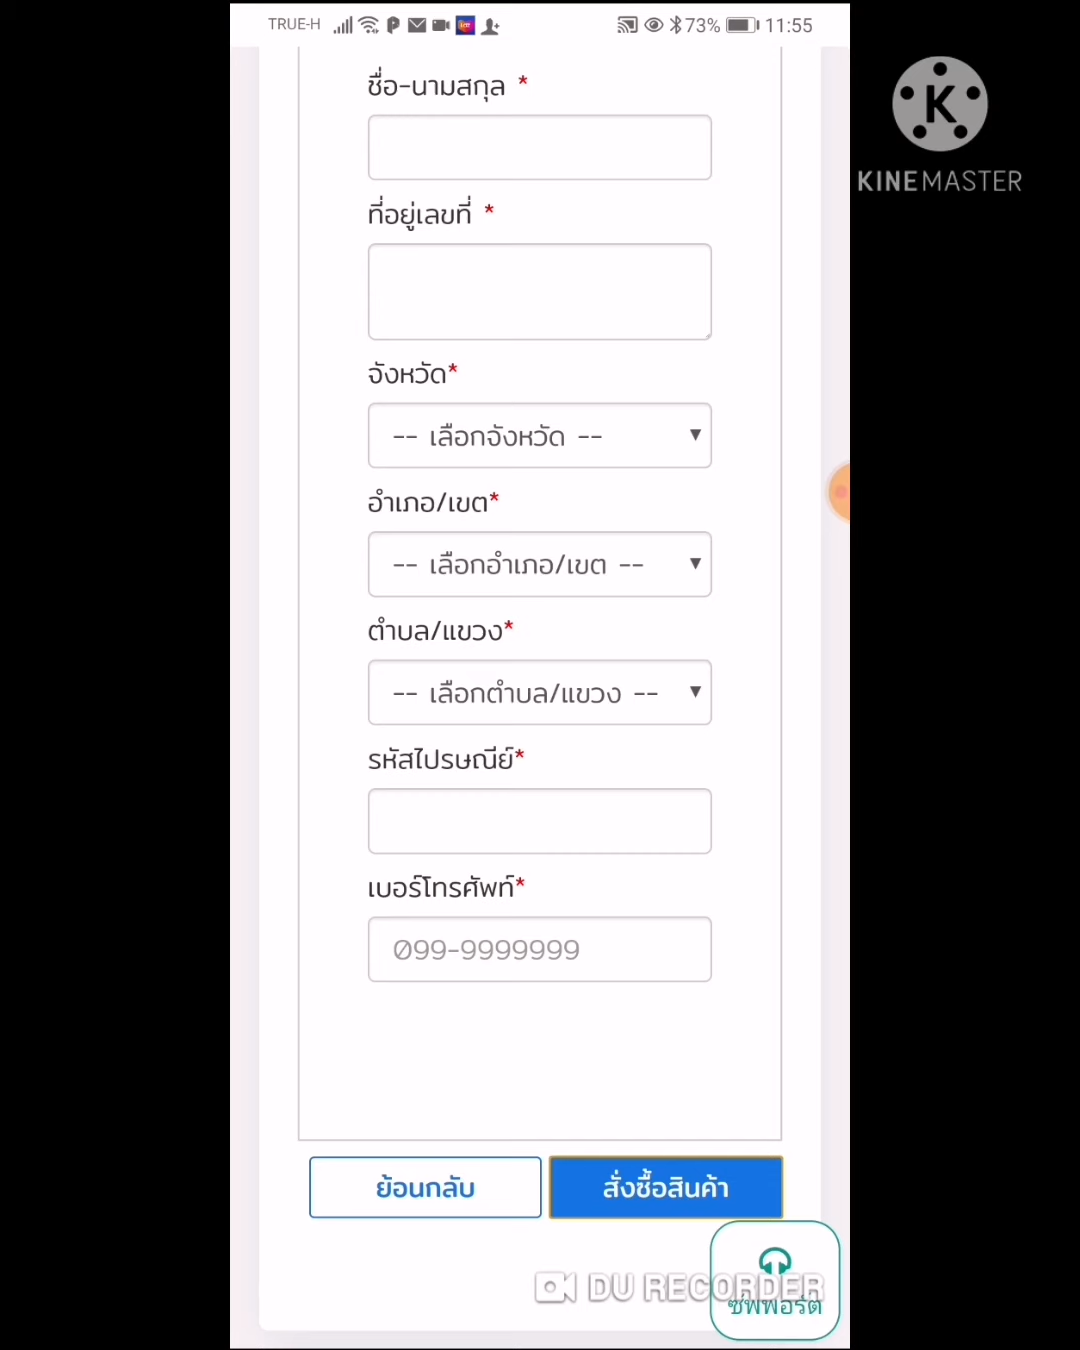 TRUE-H 73% 11:55
KINEMASTER
ชื่อ-นามสกุล *
ที่อยู่เลขที่ *
จังหวัด*
-- เลือกจังหวัด --
อำเภอ/เขต*
-- เลือกอำเภอ/เขต --
ตำบล/แขวง*
-- เลือกตำบล/แขวง --
รหัสไปรษณีย์*
เบอร์โทรศัพท์*
099-9999999
ย้อนกลับ สั่งซื้อสินค้า
DU RECORDER
ซัพพอร์ต